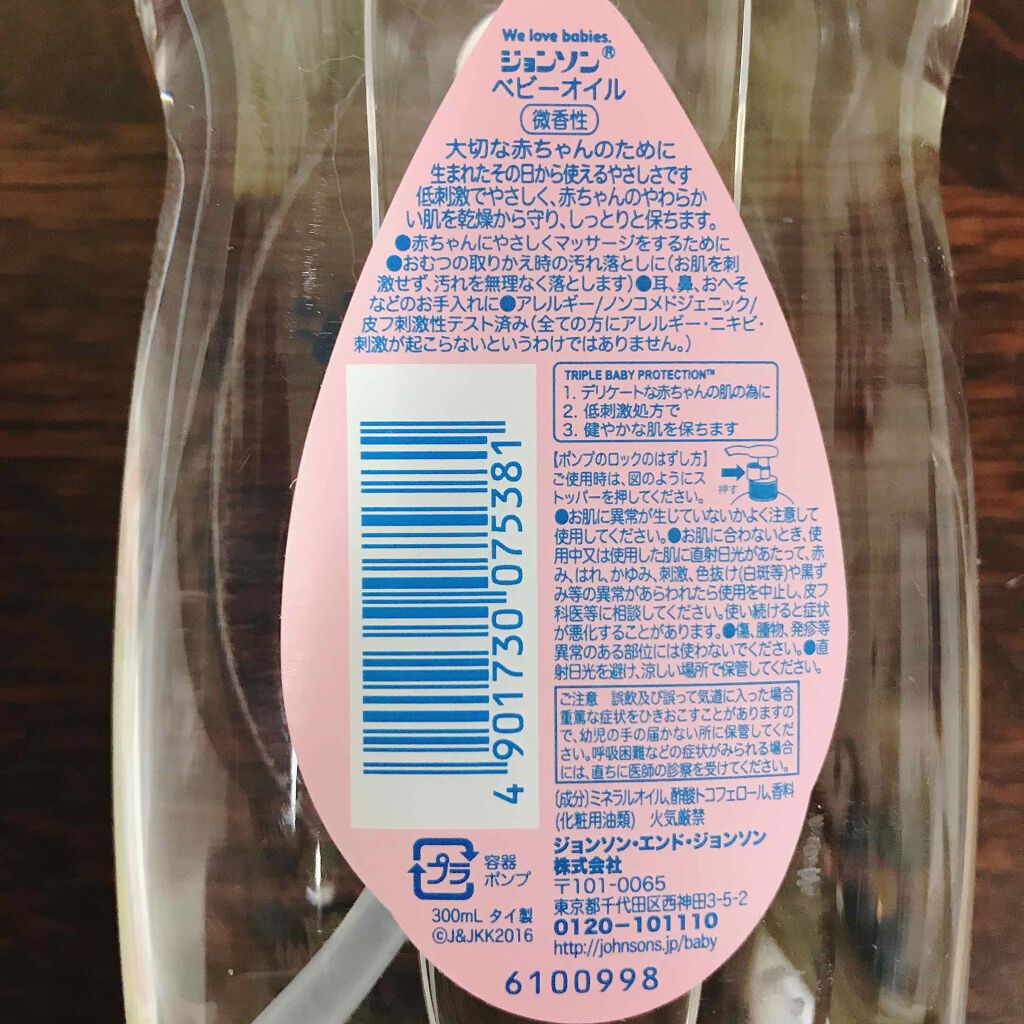 We love babies.
ジョンソン®
ベビーオイル
微香性
大切な赤ちゃんのために
生まれたその日から使えるやさしさです
低刺激でやさしく、赤ちゃんのやわらか
い肌を乾燥から守り、しっとりと保ちます。
●赤ちゃんにやさしくマッサージをするために
●おむつの取りかえ時の汚れ落としに(お肌を刺
激せず、汚れを無理なく落とします)●耳、鼻、おへそ
などのお手入れに●アレルギー/ノンコメドジェニック/
皮フ刺激性テスト済み(全ての方にアレルギー・ニキビ・
刺激が起こらないというわけではありません。)
TRIPLE BABY PROTECTION™
1. デリケートな赤ちゃんの肌の為に
2. 低刺激処方で
3. 健やかな肌を保ちます
【ポンプのロックのはずし方】
ご使用時は、図のようにス
トッパーを押してください。
押す
●お肌に異常が生じていないかよく注意して
使用してください。●お肌に合わないとき、使
用中又は使用した肌に直射日光があたって、赤
み、はれ、かゆみ、刺激、色抜け(白斑等)や黒ず
み等の異常があらわれたら使用を中止し、皮フ
科医等に相談してください。使い続けると症状
が悪化することがあります。●傷、腫物、発疹等
異常のある部位には使わないでください。●直
射日光を避け、涼しい場所で保管してください。
ご注意　誤飲及び誤って気道に入った場合
重篤な症状をひきおこすことがありますの
で、幼児の手の届かない所に保管してくだ
さい。呼吸困難などの症状がみられる場合
には、直ちに医師の診察を受けてください。
(成分)ミネラルオイル、酢酸トコフェロール、香料
(化粧用油類)　火気厳禁
ジョンソン・エンド・ジョンソン
株式会社
〒101-0065
東京都千代田区西神田3-5-2
0120-101110
http://johnsons.jp/baby
4 901730 075381
プラ
容器
ポンプ
300mL タイ製
©J&JKK2016
6100998